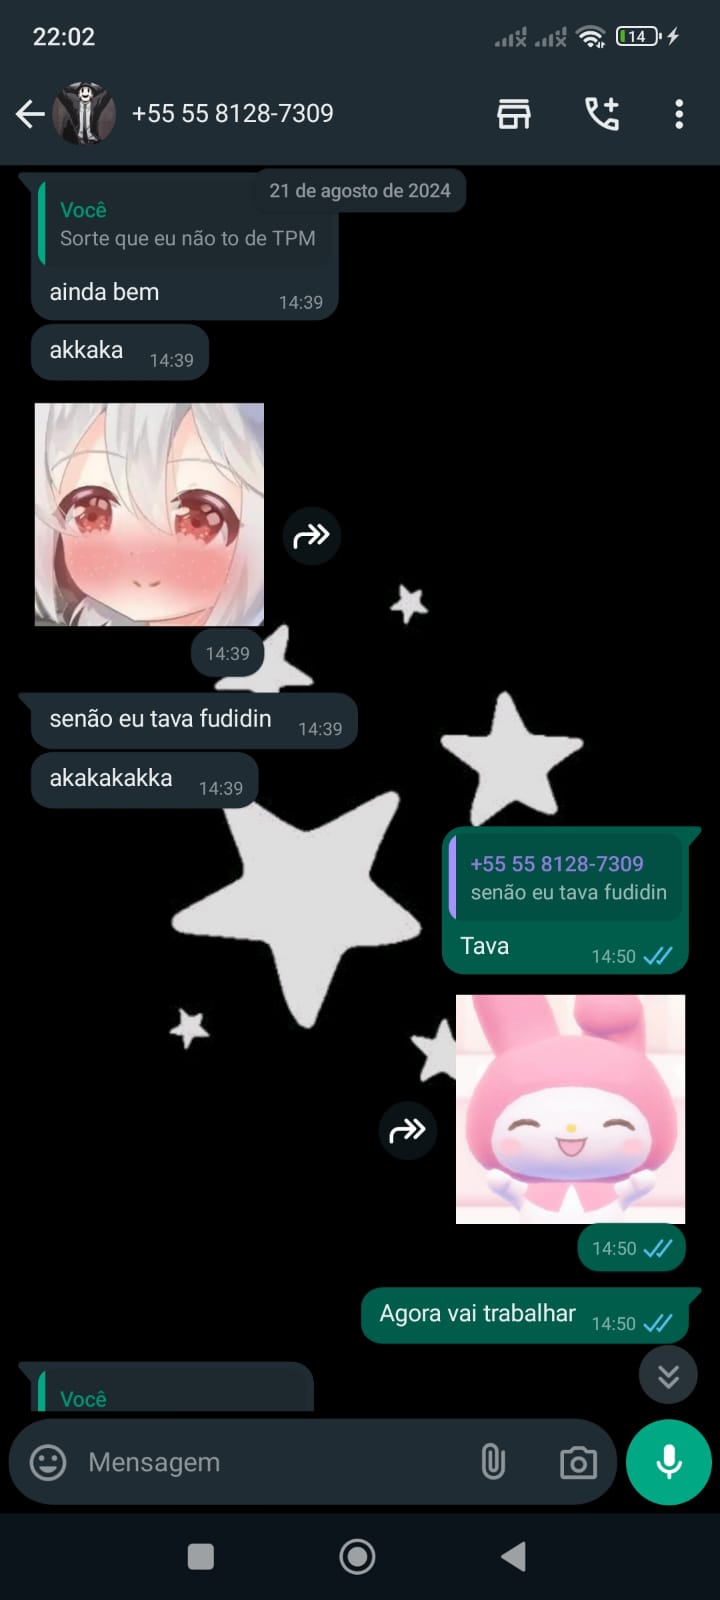 22:02
14
+55 55 8128-7309
21 de agosto de 2024
Você
Sorte que eu não to de TPM
ainda bem
14:39
akkaka
14:39
14:39
senão eu tava fudidin
14:39
akakakakka
14:39
+55 55 8128-7309
senão eu tava fudidin
Tava
14:50
14:50
Agora vai trabalhar
14:50
Você
Mensagem